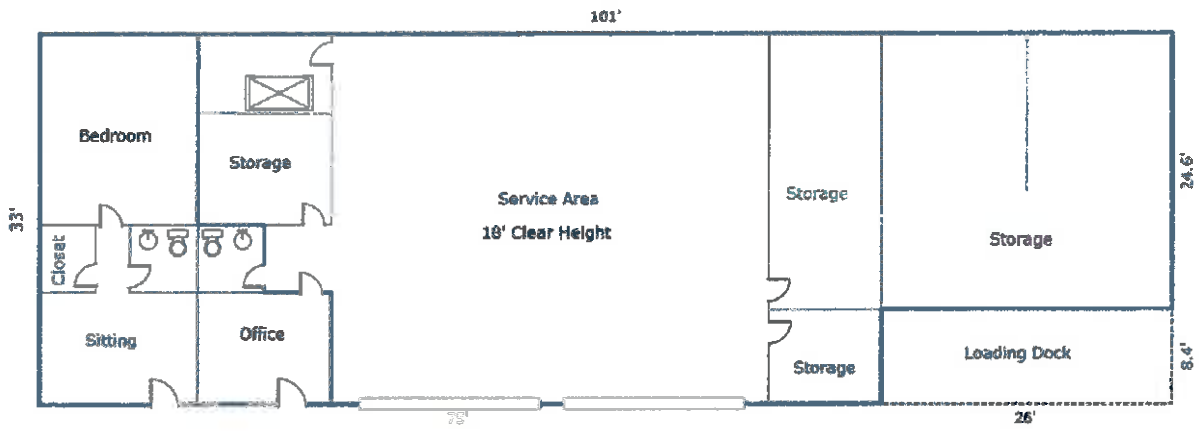 101'
Bedroom
Storage
33'
Closet
Sitting
Office
Service Area
18' Clear Height
Storage
Storage
Storage
24.6'
Loading Dock
8.4'
75'
26'